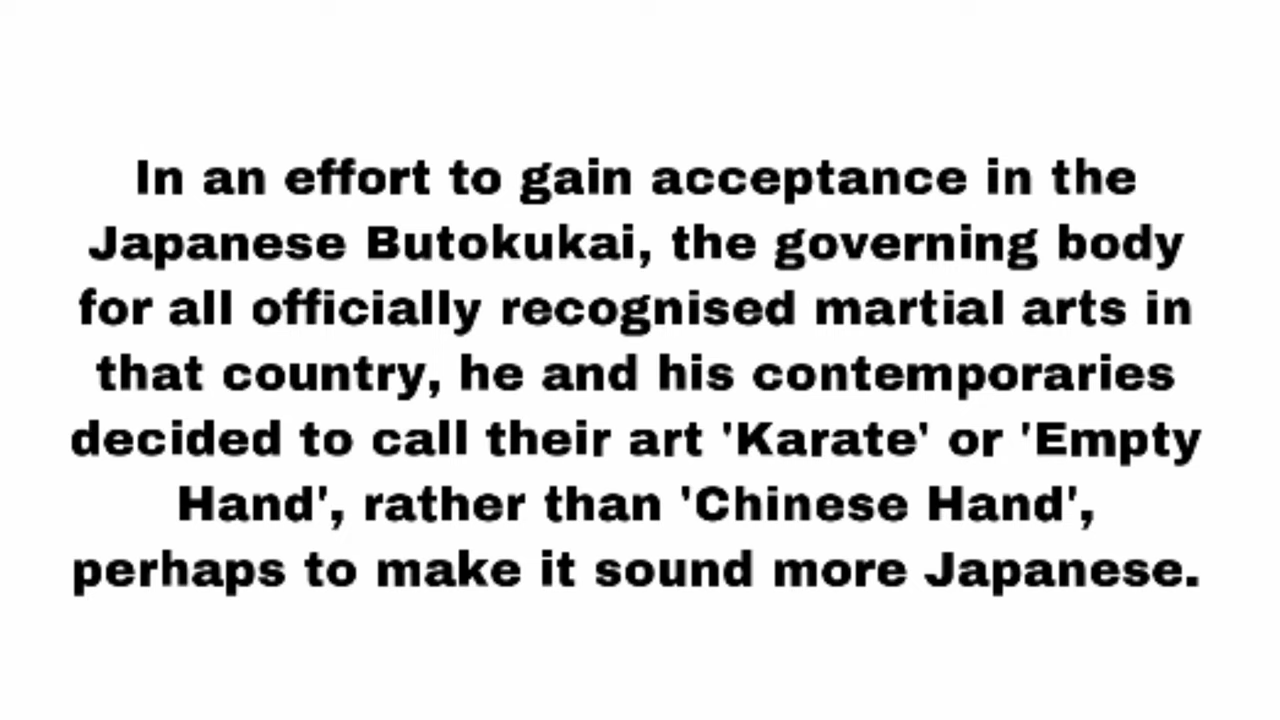 In an effort to gain acceptance in the
Japanese Butokukai, the governing body
for all officially recognised martial arts in
that country, he and his contemporaries
decided to call their art 'Karate' or 'Empty
Hand', rather than 'Chinese Hand',
perhaps to make it sound more Japanese.